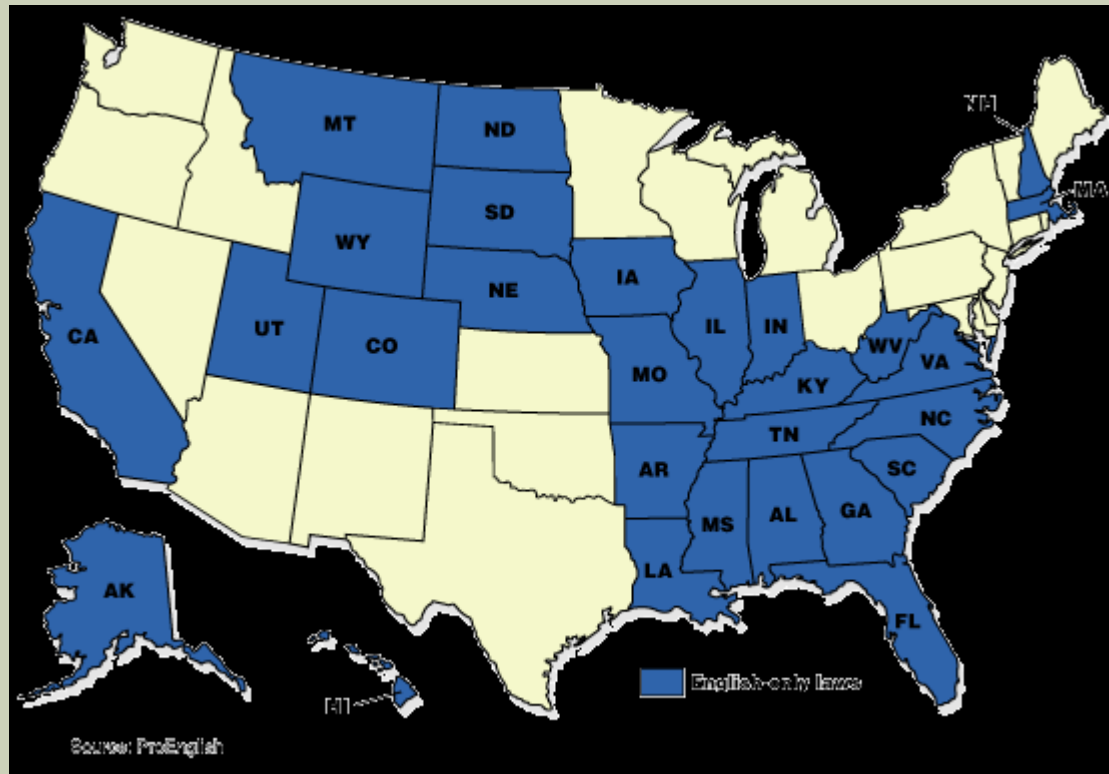 NH
MT
ND
MA
SD
WY
IA
NE
IL
IN
UT
CA
CO
WV
VA
MO
KY
NC
TN
AR
SC
MS
AL
GA
LA
AK
FL
English-only laws
HI
Source: ProEnglish